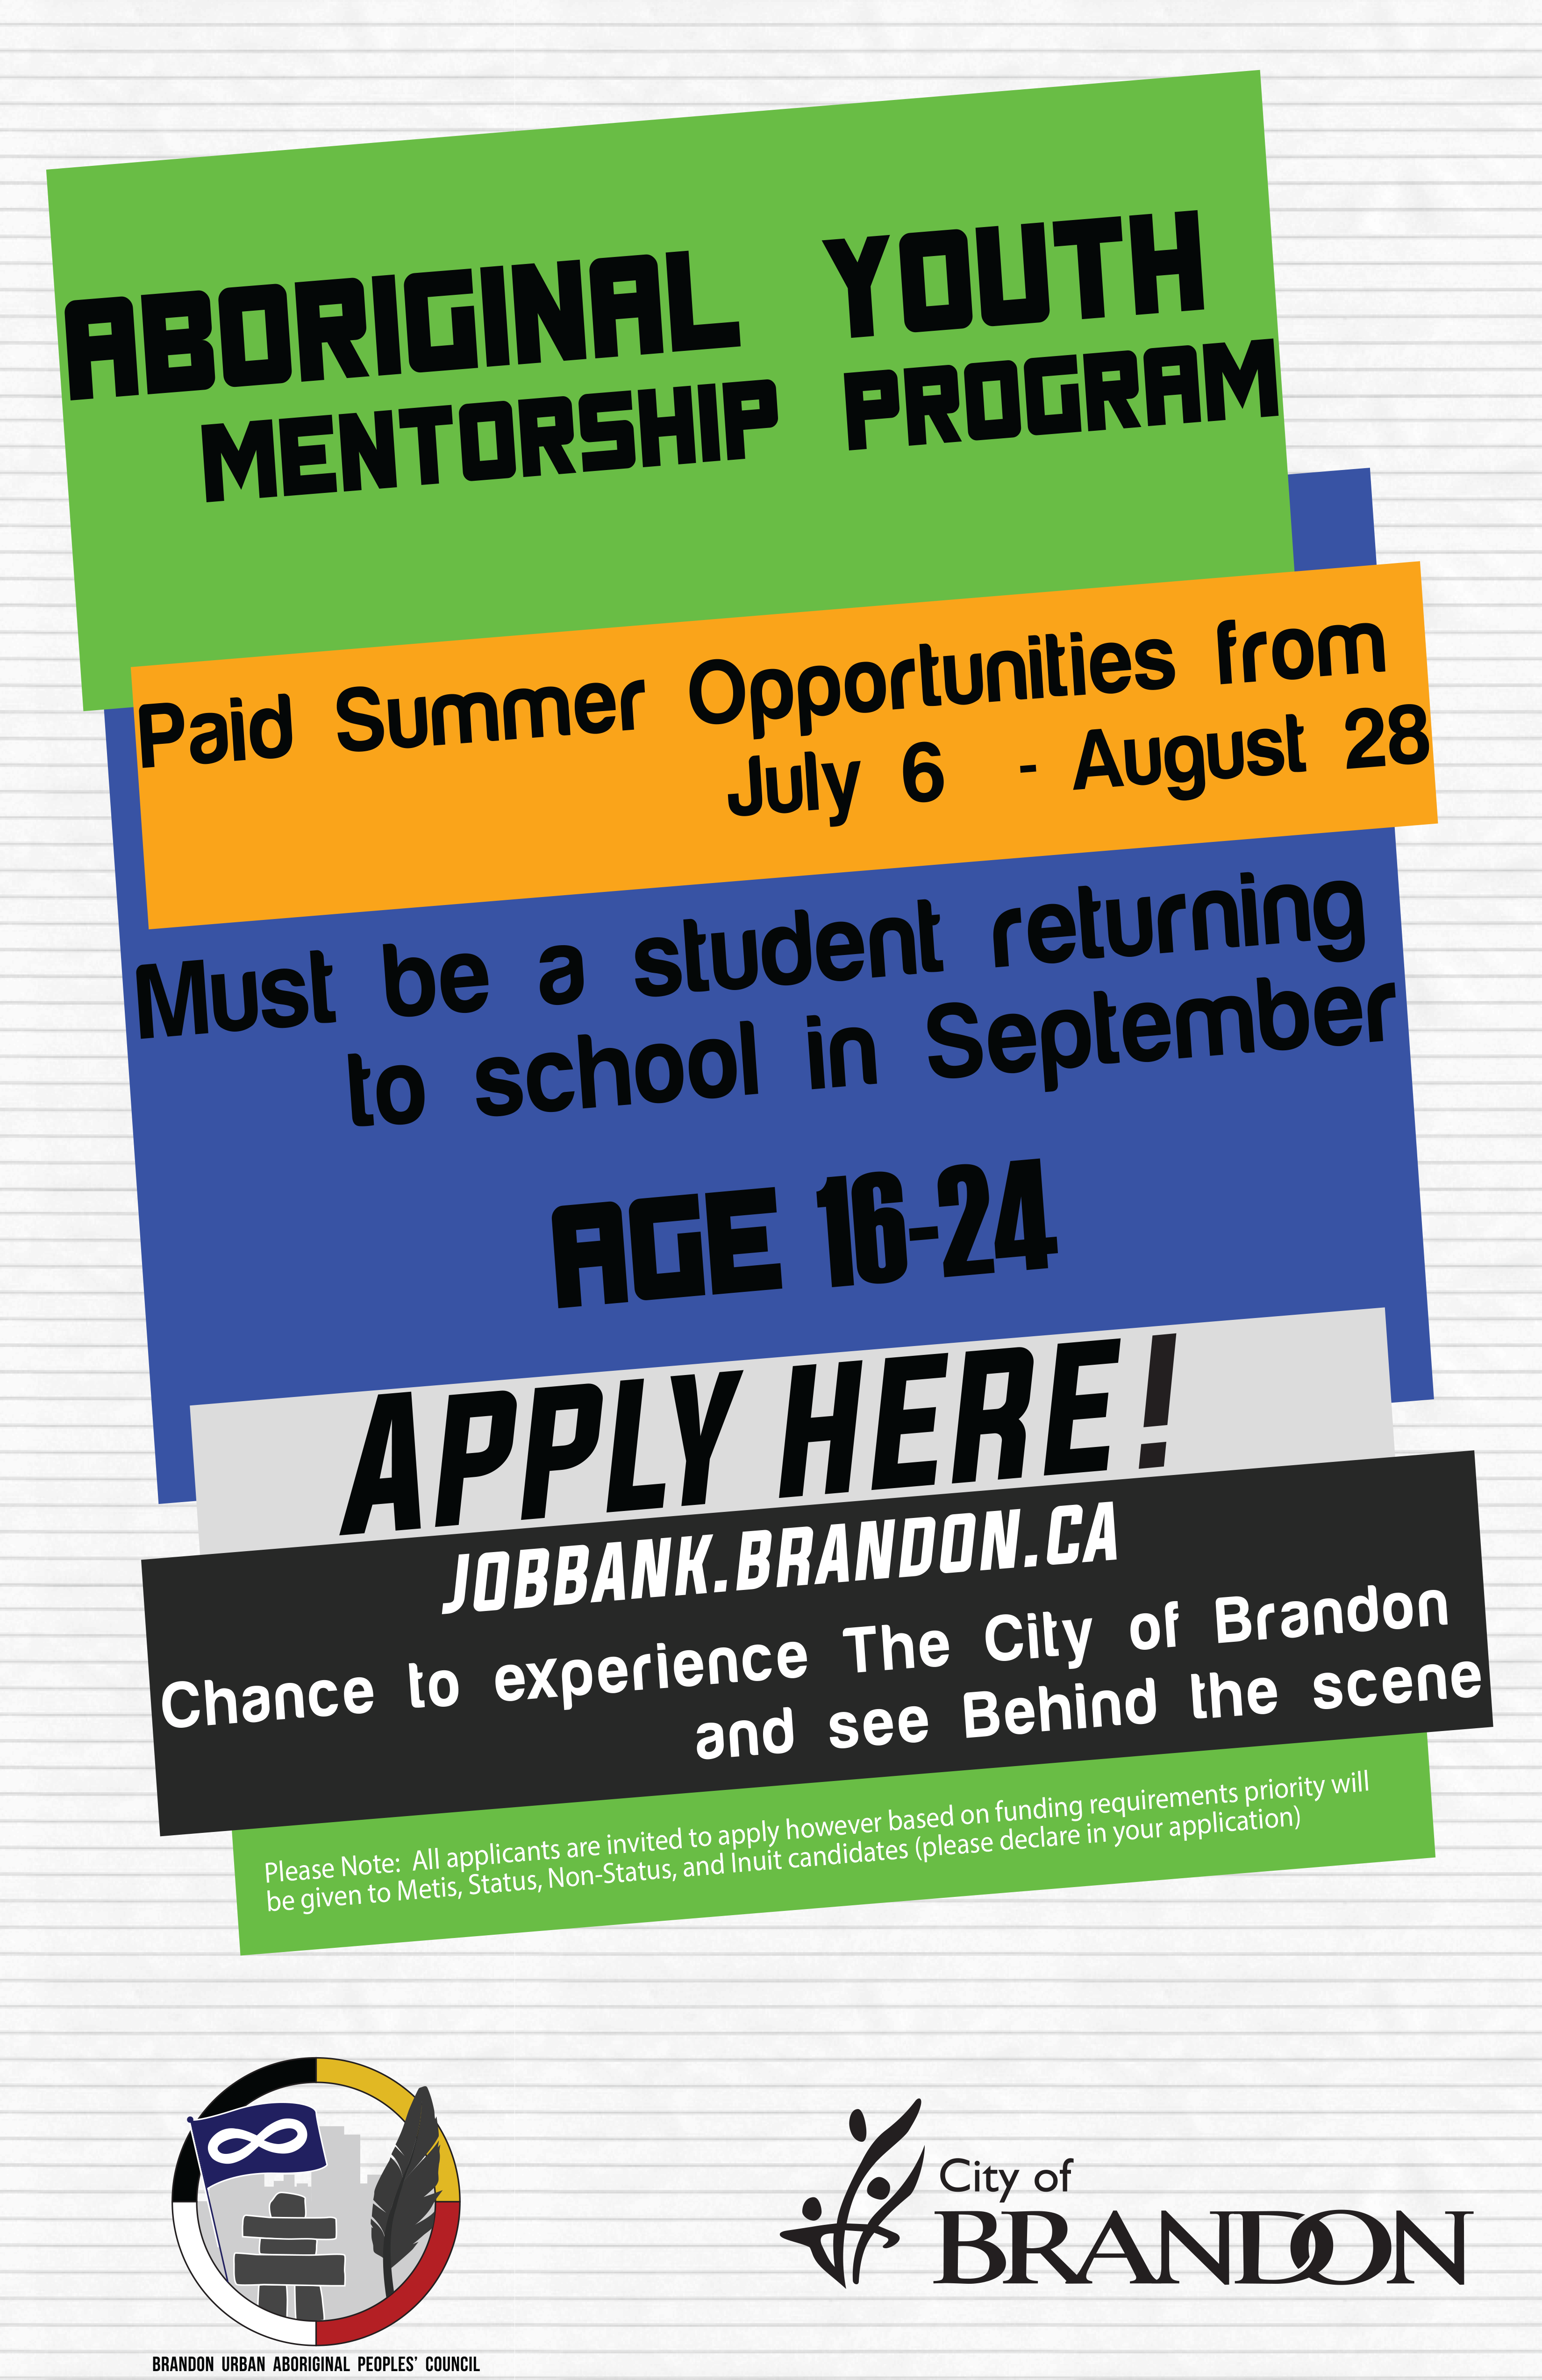 ABORIGINAL YOUTH
MENTORSHIP PROGRAM
Paid Summer Opportunities from
July 6 - August 28
Must be a student returning
to school in September
AGE 16-24
APPLY HERE!
JOBBANK.BRANDON.CA
Chance to experience The City of Brandon
and see Behind the scene
Please Note: All applicants are invited to apply however based on funding requirements priority will
be given to Metis, Status, Non-Status, and Inuit candidates (please declare in your application)
City of
BRANDON
BRANDON URBAN ABORIGINAL PEOPLES' COUNCIL